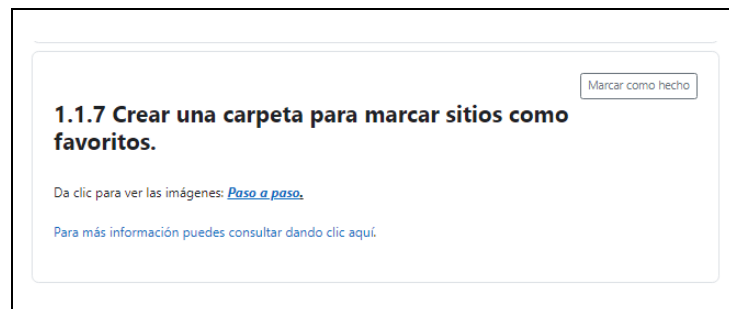 Marcar como hecho
1.1.7 Crear una carpeta para marcar sitios como
favoritos.
Da clic para ver las imágenes: Paso a paso.
Para más información puedes consultar dando clic aquí.